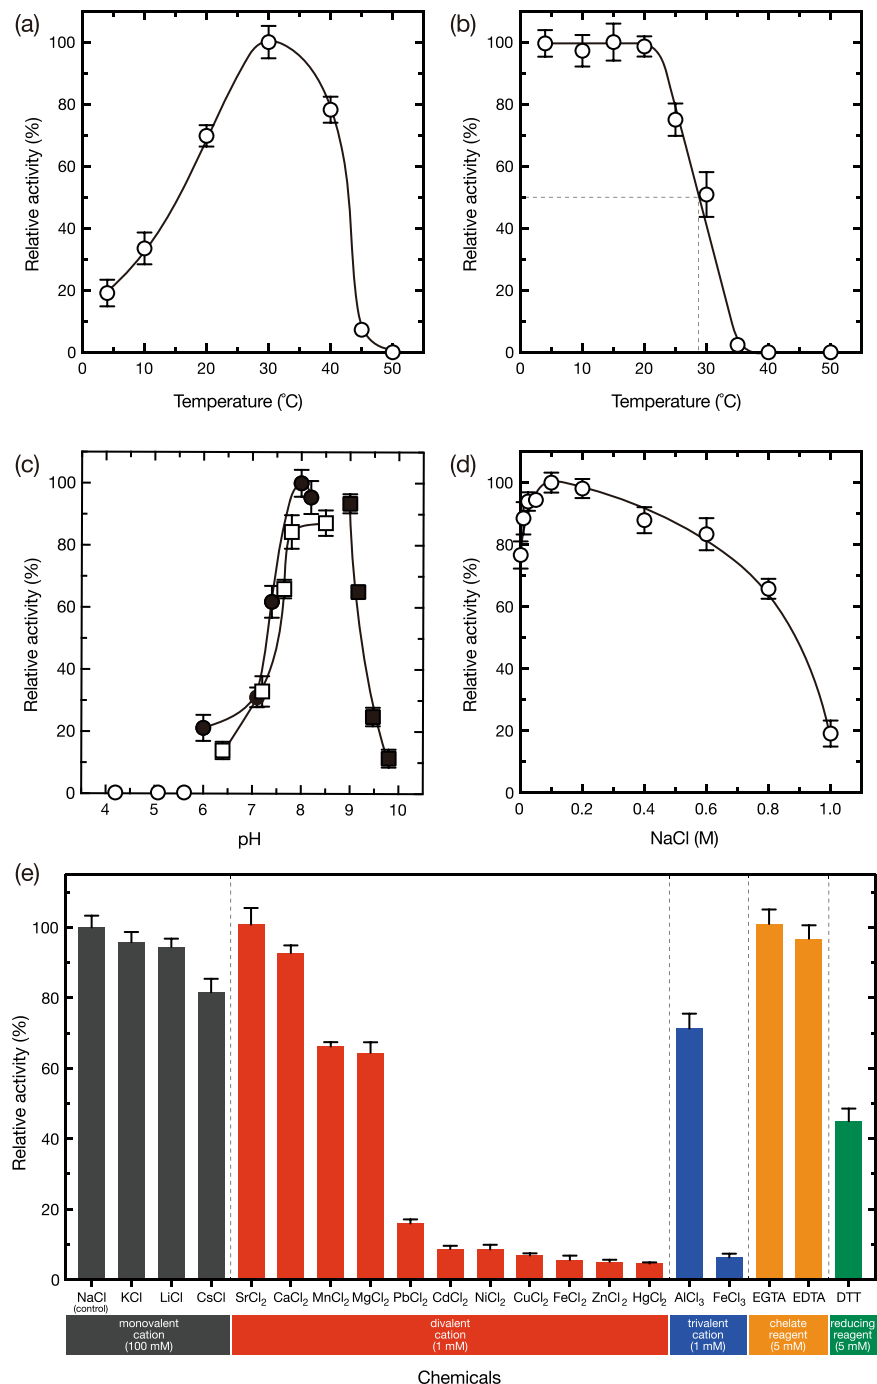 (a)
Relative activity (%)
100
80
60
40
20
0
0 10 20 30 40 50
Temperature (°C)
(b)
Relative activity (%)
100
80
60
40
20
0
0 10 20 30 40 50
Temperature (°C)
(c)
Relative activity (%)
100
80
60
40
20
0
4 5 6 7 8 9 10
pH
(d)
Relative activity (%)
100
80
60
40
20
0
0 0.2 0.4 0.6 0.8 1.0
NaCl (M)
(e)
Relative activity (%)
100
80
60
40
20
0
NaCl KCl LiCl CsCl SrCl₂ CaCl₂ MnCl₂ MgCl₂ PbCl₂ CdCl₂ NiCl₂ CuCl₂ FeCl₂ ZnCl₂ HgCl₂ AlCl₃ FeCl₃ EGTA EDTA DTT
(control)
monovalent
cation
(100 mM)
divalent
cation
(1 mM)
trivalent
cation
(1 mM)
chelate
reagent
(5 mM)
reducing
reagent
(5 mM)
Chemicals